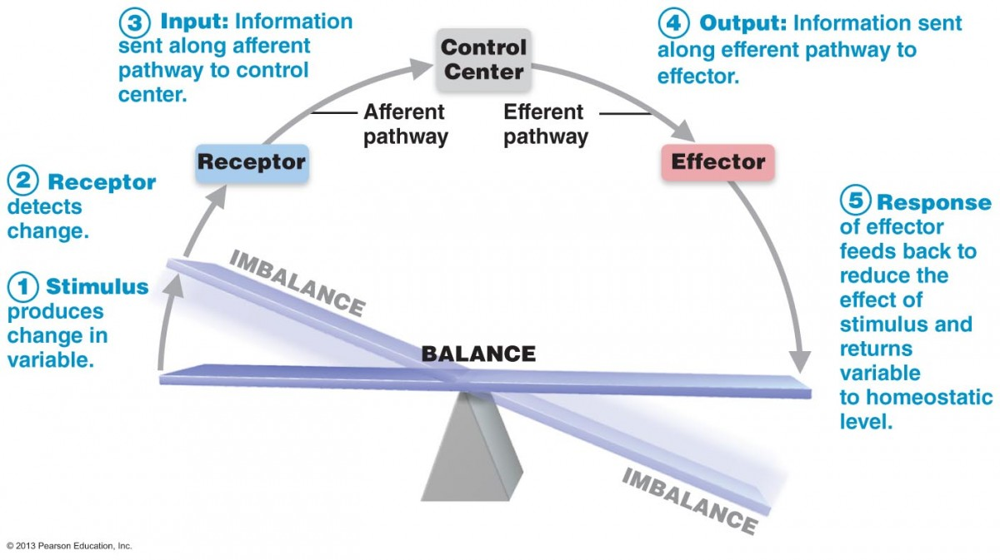 3 Input: Information
sent along afferent
pathway to control
center.
4 Output: Information sent
along efferent pathway to
effector.
Control
Center
Afferent
pathway
Efferent
pathway
Receptor
Effector
2 Receptor
detects
change.
1 Stimulus
produces
change in
variable.
5 Response
of effector
feeds back to
reduce the
effect of
stimulus and
returns
variable
to homeostatic
level.
IMBALANCE
BALANCE
IMBALANCE
© 2013 Pearson Education, Inc.